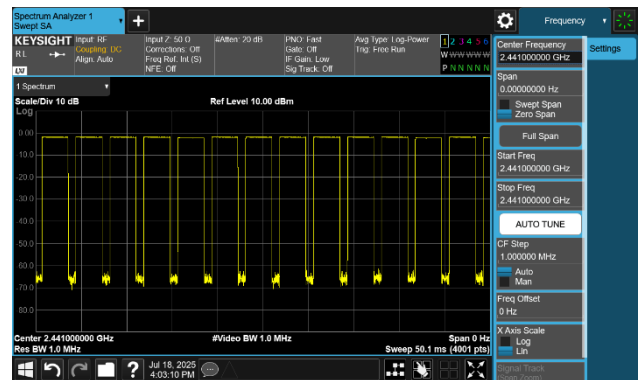 Spectrum Analyzer 1
Swept SA
+
Frequency
KEYSIGHT
RL
LW
Input: RF
Coupling: DC
Align: Auto
Input Z: 50 Ω
Corrections: Off
Freq Ref: Int (S)
NFE: Off
#Atten: 20 dB
PNO: Fast
Gate: Off
IF Gain: Low
Sig Track: Off
Avg Type: Log-Power
Trig: Free Run
1 2 3 4 5 6
W W W W W W
P N N N N N
1 Spectrum
Scale/Div 10 dB
Ref Level 10.00 dBm
Log
0.00
-10.0
-20.0
-30.0
-40.0
-50.0
-60.0
-70.0
-80.0
Center 2.441000000 GHz
#Video BW 1.0 MHz
Span 0 Hz
Res BW 1.0 MHz
Sweep 50.1 ms (4001 pts)
Center Frequency
2.441000000 GHz
Settings
Span
0.00000000 Hz
Swept Span
Zero Span
Full Span
Start Freq
2.441000000 GHz
Stop Freq
2.441000000 GHz
AUTO TUNE
CF Step
1.000000 MHz
Auto
Man
Freq Offset
0 Hz
X Axis Scale
Log
Lin
Signal Track
(Span Zoom)
?
Jul 18, 2025
4:03:10 PM